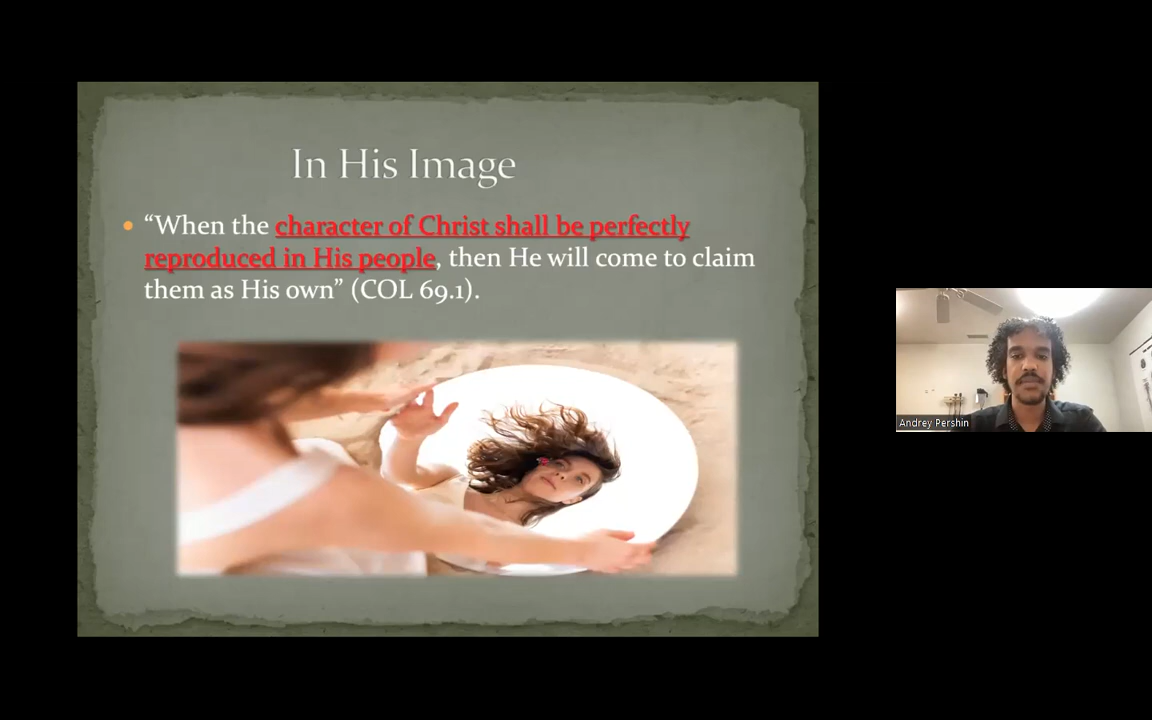 In His Image
“When the character of Christ shall be perfectly
reproduced in His people, then He will come to claim
them as His own” (COL 69.1).
Andrey Pershin